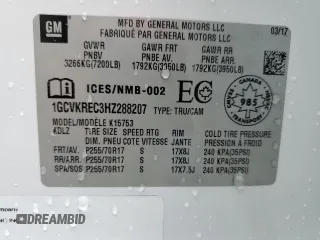 GM
MFD BY GENERAL MOTORS LLC
FABRIQUÉ PAR GENERAL MOTORS LLC
03/17
GVWR GAWR FRT GAWR RR
PNBV PNBE AV. PNBE ARR.
3266KG(7200LB) 1792KG(3950LB) 1792KG(3950LB)
ICES/NMB-002
EC
CANADA
985
1GCVKREC3HZ288207 TYPE: TRU/CAM
MODEL/MODÈLE K15753
KDLZ TIRE SIZE SPEED RTG RIM COLD TIRE PRESSURE
DIM. PNEU COTE VITESSE JANTE
FRT/AV. P255/70R17 S 17X8J 240 KPA(35PSI)
RR/ARR. P255/70R17 S 17X8J 240 KPA(35PSI)
SPA/SOS P255/70R17 S 17X7.5J 240 KPA(35PSI)
DREAMBID